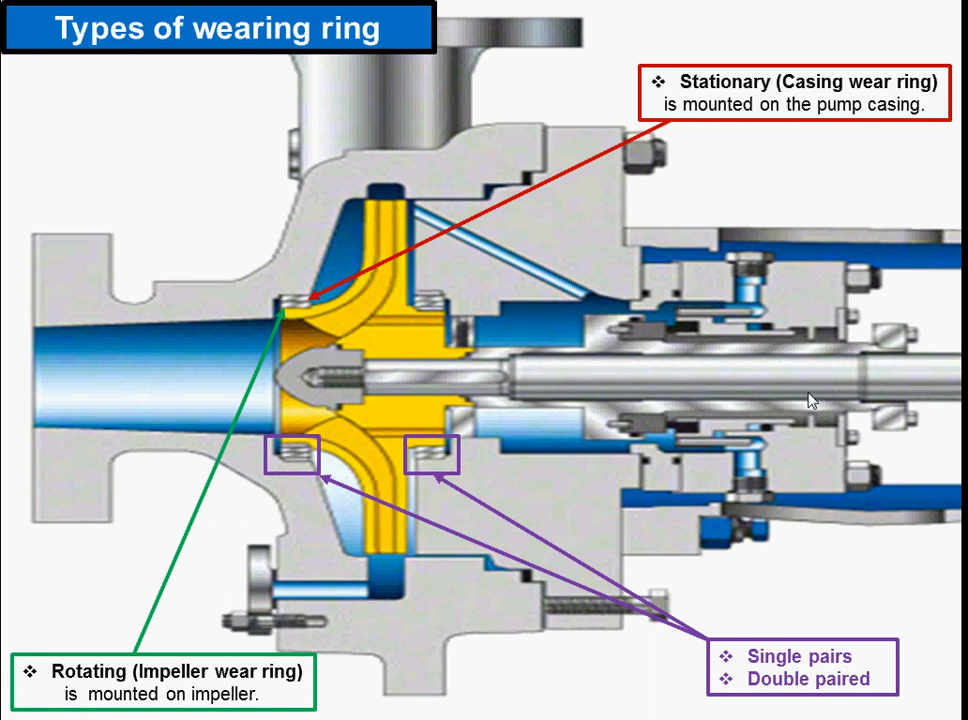 Types of wearing ring
❖ Stationary (Casing wear ring)
is mounted on the pump casing.
❖ Rotating (Impeller wear ring)
is mounted on impeller.
❖ Single pairs
❖ Double paired